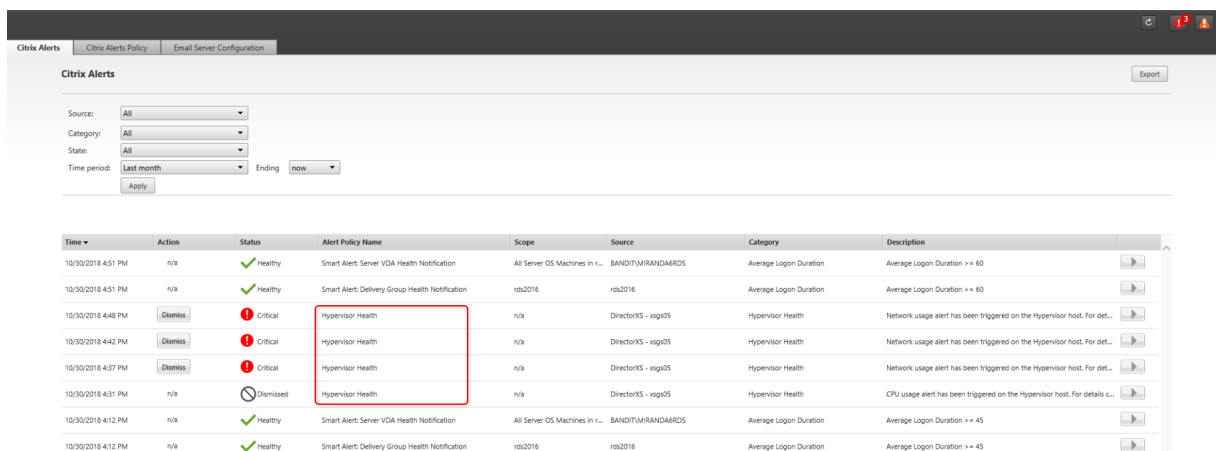 3
Citrix Alerts Citrix Alerts Policy Email Server Configuration
Citrix Alerts Export
Source: All
Category: All
State: All
Time period: Last month Ending now
Apply
Time Action Status Alert Policy Name Scope Source Category Description
10/30/2018 4:51 PM n/a Healthy Smart Alert: Server VDA Health Notification All Server OS Machines in r... BANDIT\MIRANDA6RDS Average Logon Duration Average Logon Duration >= 60
10/30/2018 4:51 PM n/a Healthy Smart Alert: Delivery Group Health Notification rds2016 rds2016 Average Logon Duration Average Logon Duration >= 60
10/30/2018 4:48 PM Dismiss Critical Hypervisor Health n/a DirectorXS - xsgs05 Hypervisor Health Network usage alert has been triggered on the Hypervisor host. For det...
10/30/2018 4:42 PM Dismiss Critical Hypervisor Health n/a DirectorXS - xsgs05 Hypervisor Health Network usage alert has been triggered on the Hypervisor host. For det...
10/30/2018 4:37 PM Dismiss Critical Hypervisor Health n/a DirectorXS - xsgs05 Hypervisor Health Network usage alert has been triggered on the Hypervisor host. For det...
10/30/2018 4:31 PM n/a Dismissed Hypervisor Health n/a DirectorXS - xsgs05 Hypervisor Health CPU usage alert has been triggered on the Hypervisor host. For details c...
10/30/2018 4:12 PM n/a Healthy Smart Alert: Server VDA Health Notification All Server OS Machines in r... BANDIT\MIRANDA6RDS Average Logon Duration Average Logon Duration >= 45
10/30/2018 4:12 PM n/a Healthy Smart Alert: Delivery Group Health Notification rds2016 rds2016 Average Logon Duration Average Logon Duration >= 45